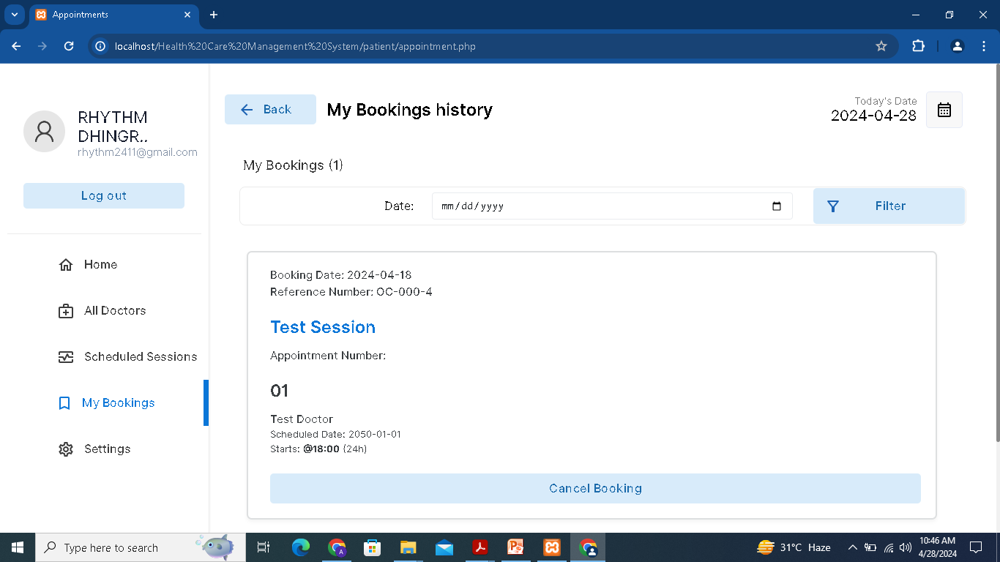 Appointments
localhost/Health%20Care%20Management%20System/patient/appointment.php
RHYTHM
DHINGR..
rhythm2411@gmail.com
Log out
Home
All Doctors
Scheduled Sessions
My Bookings
Settings
Back
My Bookings history
Today's Date
2024-04-28
My Bookings (1)
Date:
mm/dd/yyyy
Filter
Booking Date: 2024-04-18
Reference Number: OC-000-4
Test Session
Appointment Number:
01
Test Doctor
Scheduled Date: 2050-01-01
Starts: @18:00 (24h)
Cancel Booking
Type here to search
A
31°C Haze
10:46 AM
4/28/2024